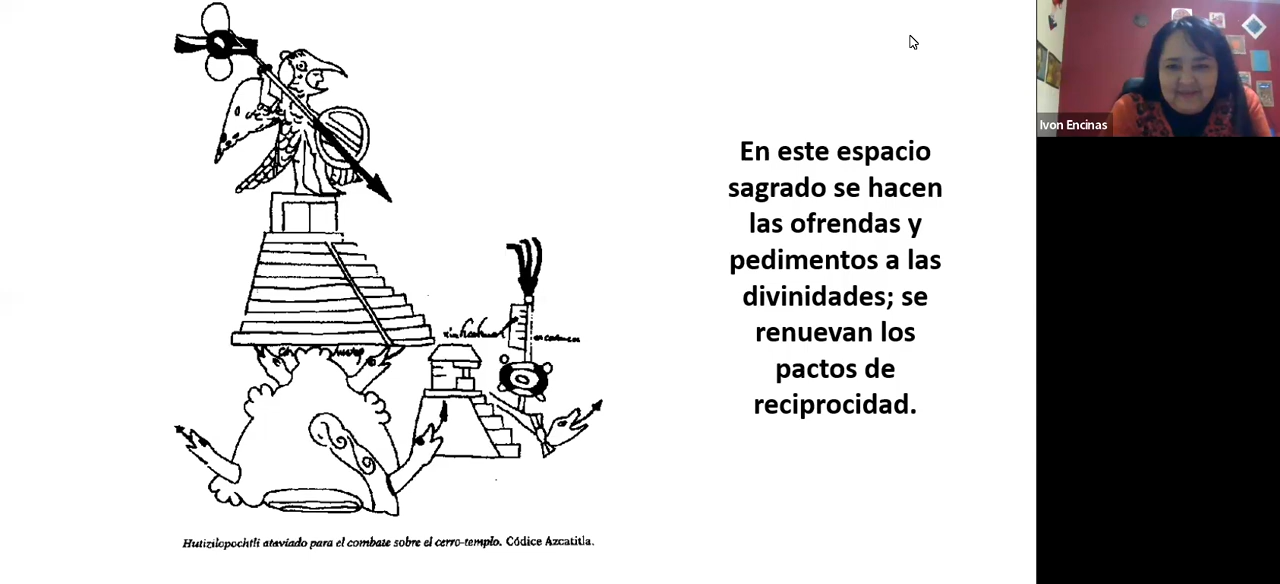 En este espacio
sagrado se hacen
las ofrendas y
pedimentos a las
divinidades; se
renuevan los
pactos de
reciprocidad.
Hutizilopochtli ataviado para el combate sobre el cerro-templo. Códice Azcatitla.
Ivon Encinas